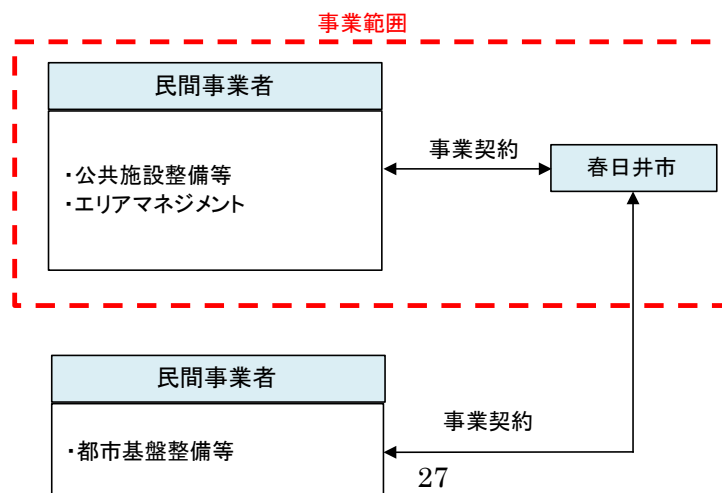 事業範囲
民間事業者
・公共施設整備等
・エリアマネジメント
事業契約
春日井市
民間事業者
・都市基盤整備等
事業契約
27